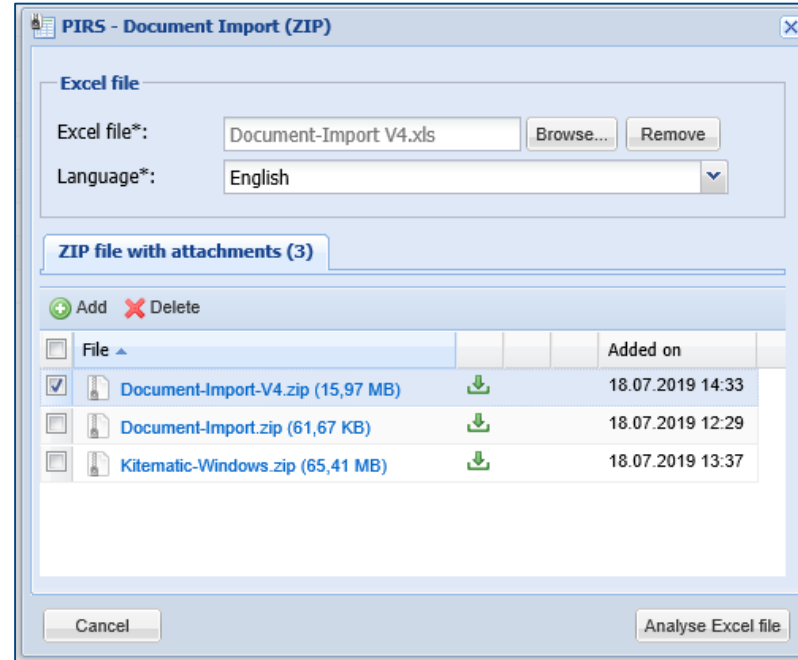 PIRS - Document Import (ZIP)
Excel file
Excel file*: Document-Import V4.xls Browse... Remove
Language*: English
ZIP file with attachments (3)
Add Delete
File Added on
Document-Import-V4.zip (15,97 MB) 18.07.2019 14:33
Document-Import.zip (61,67 KB) 18.07.2019 12:29
Kitematic-Windows.zip (65,41 MB) 18.07.2019 13:37
Cancel Analyse Excel file